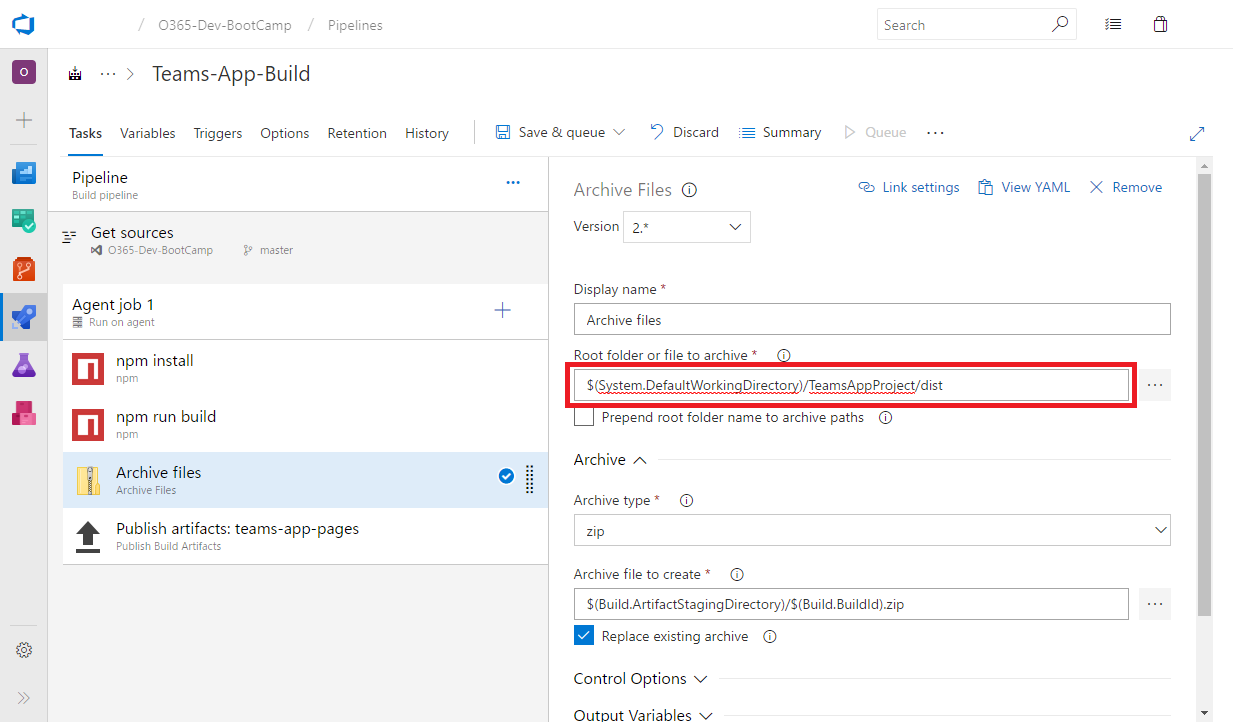 / O365-Dev-BootCamp / Pipelines
Search
O
... > Teams-App-Build
Tasks Variables Triggers Options Retention History Save & queue Discard Summary Queue ...
Pipeline
Build pipeline
...
Get sources
O365-Dev-BootCamp master
Agent job 1
Run on agent
npm install
npm
npm run build
npm
Archive files
Archive Files
Publish artifacts: teams-app-pages
Publish Build Artifacts
Archive Files Link settings View YAML Remove
Version 2.*
Display name *
Archive files
Root folder or file to archive *
$(System.DefaultWorkingDirectory)/TeamsAppProject/dist ...
Prepend root folder name to archive paths
Archive
Archive type *
zip
Archive file to create *
$(Build.ArtifactStagingDirectory)/$(Build.BuildId).zip ...
Replace existing archive
Control Options
Output Variables